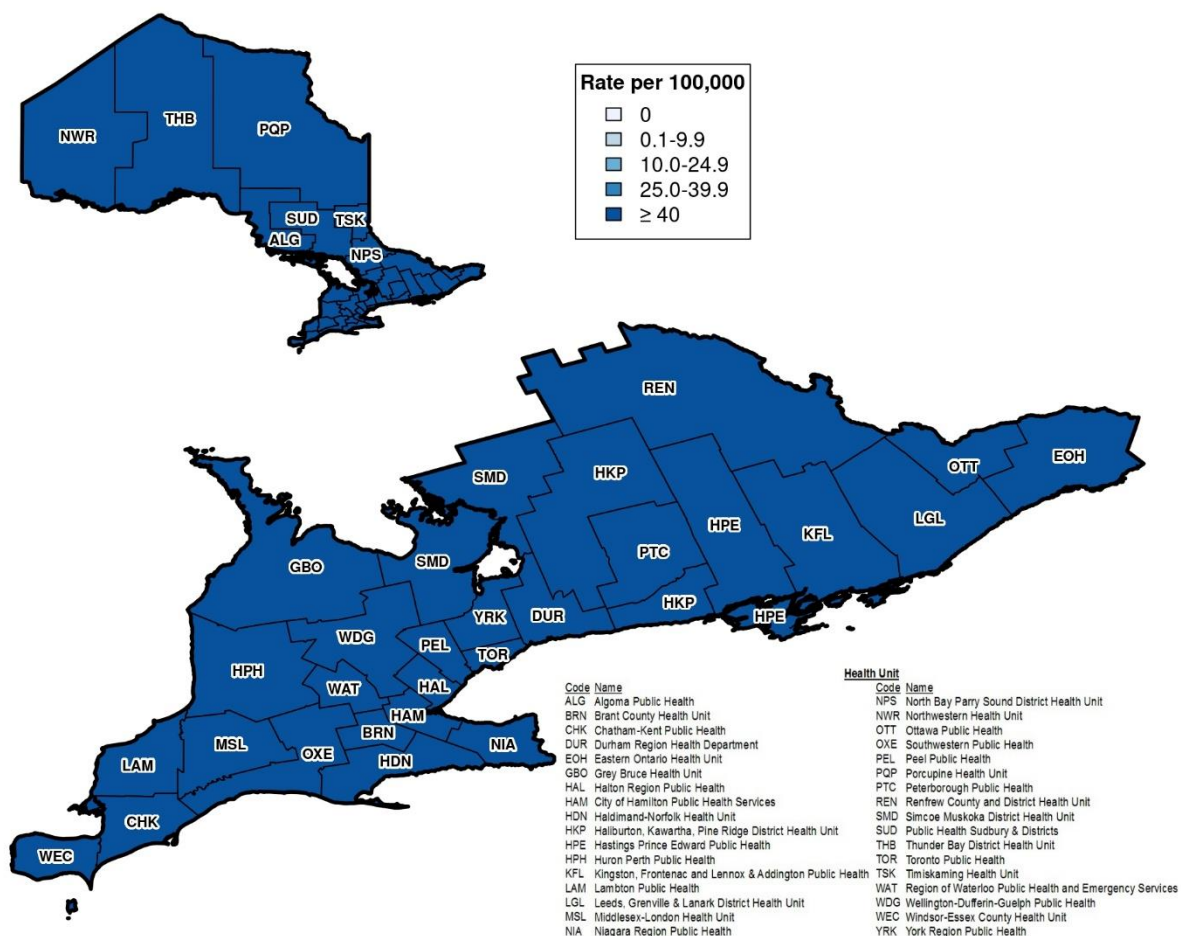 Rate per 100,000
0
0.1-9.9
10.0-24.9
25.0-39.9
≥ 40
NWR
THB
PQP
SUD
TSK
ALG
NPS
REN
SMD
HKP
OTT
EOH
HPE
KFL
LGL
GBO
SMD
PTC
HKP
HPE
YRK
DUR
WDG
PEL
TOR
HPH
WAT
HAL
HAM
MSL
BRN
NIA
OXE
HDN
LAM
CHK
WEC
Health Unit
Code Name
ALG Algoma Public Health
BRN Brant County Health Unit
CHK Chatham-Kent Public Health
DUR Durham Region Health Department
EOH Eastern Ontario Health Unit
GBO Grey Bruce Health Unit
HAL Halton Region Public Health
HAM City of Hamilton Public Health Services
HDN Haldimand-Norfolk Health Unit
HKP Haliburton, Kawartha, Pine Ridge District Health Unit
HPE Hastings Prince Edward Public Health
HPH Huron Perth Public Health
KFL Kingston, Frontenac and Lennox & Addington Public Health
LAM Lambton Public Health
LGL Leeds, Grenville & Lanark District Health Unit
MSL Middlesex-London Health Unit
NIA Niagara Region Public Health
Code Name
NPS North Bay Parry Sound District Health Unit
NWR Northwestern Health Unit
OTT Ottawa Public Health
OXE Southwestern Public Health
PEL Peel Public Health
PQP Porcupine Health Unit
PTC Peterborough Public Health
REN Renfrew County and District Health Unit
SMD Simcoe Muskoka District Health Unit
SUD Public Health Sudbury & Districts
THB Thunder Bay District Health Unit
TOR Toronto Public Health
TSK Timiskaming Health Unit
WAT Region of Waterloo Public Health and Emergency Services
WDG Wellington-Dufferin-Guelph Public Health
WEC Windsor-Essex County Health Unit
YRK York Region Public Health